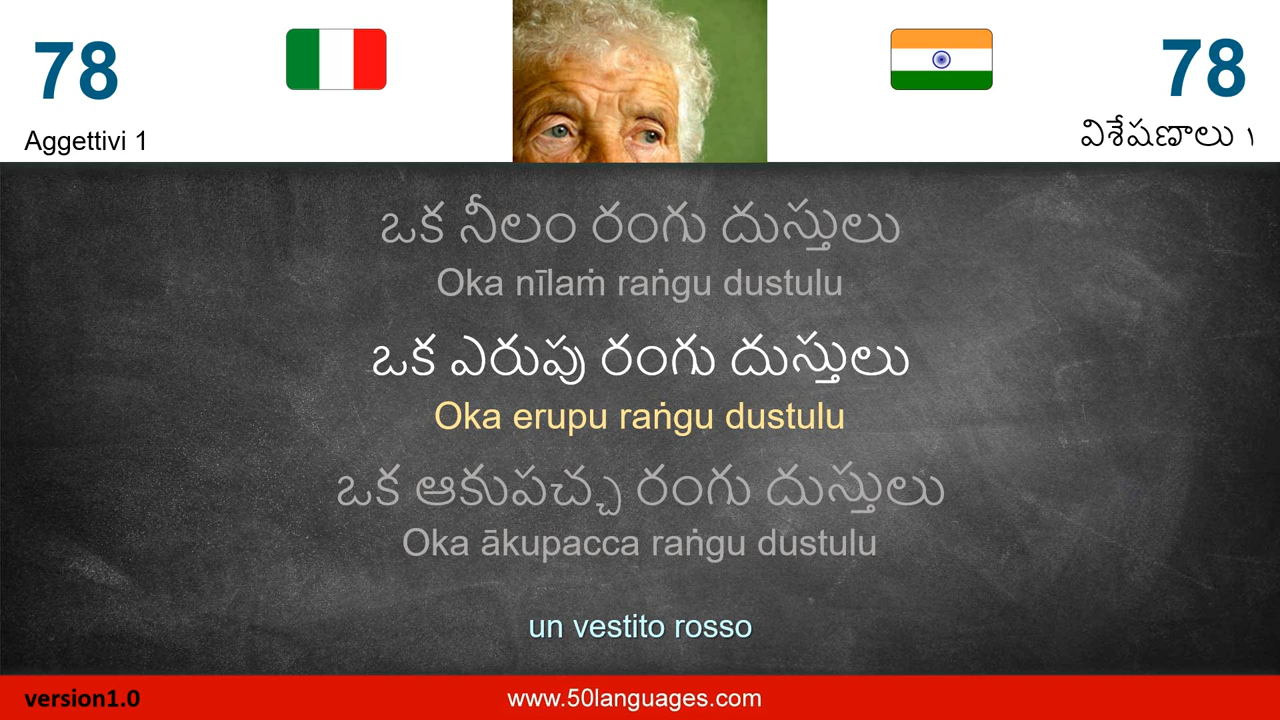 78
78
Aggettivi 1
విశేషణాలు ١
ఒక నీలం రంగు దుస్తులు
Oka nīlaṁ raṅgu dustulu
ఒక ఎరుపు రంగు దుస్తులు
Oka erupu raṅgu dustulu
ఒక ఆకుపచ్చ రంగు దుస్తులు
Oka ākupacca raṅgu dustulu
un vestito rosso
version1.0
www.50languages.com